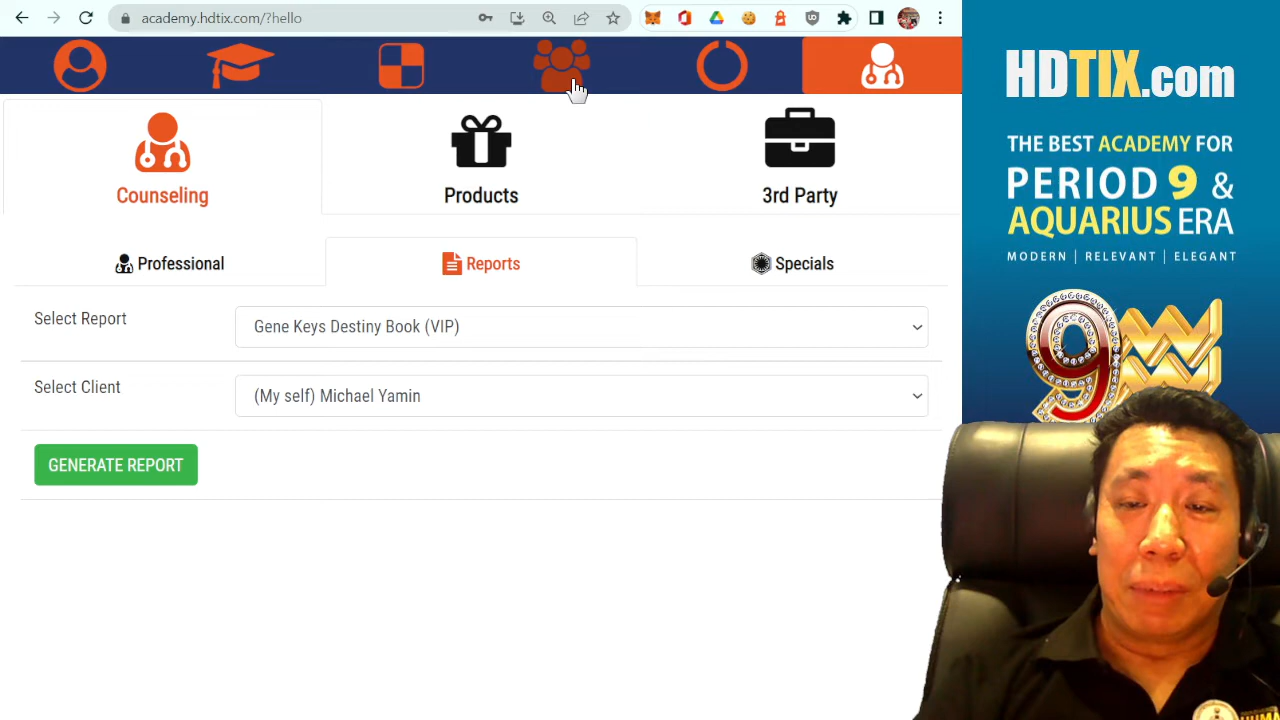 academy.hdtix.com/?hello
Counseling
Products
3rd Party
Professional
Reports
Specials
Select Report
Gene Keys Destiny Book (VIP)
Select Client
(My self) Michael Yamin
GENERATE REPORT
HDTIX.com
THE BEST ACADEMY FOR
PERIOD 9 &
AQUARIUS ERA
MODERN | RELEVANT | ELEGANT
9